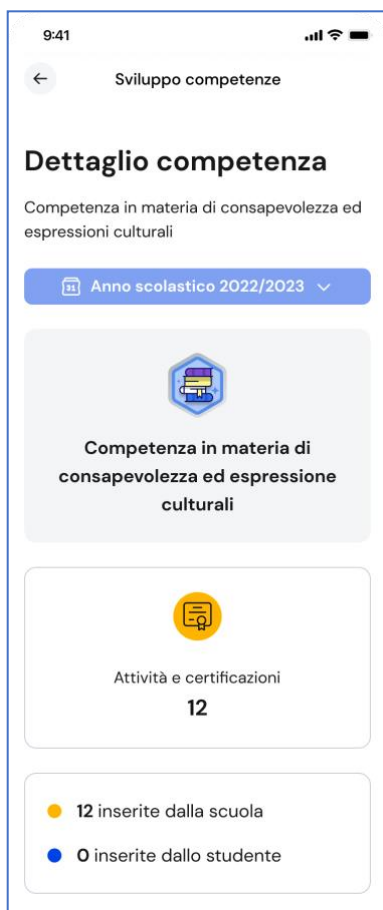 9:41
Sviluppo competenze
Dettaglio competenza
Competenza in materia di consapevolezza ed
espressioni culturali
31 Anno scolastico 2022/2023
Competenza in materia di
consapevolezza ed espressione
culturali
Attività e certificazioni
12
12 inserite dalla scuola
0 inserite dallo studente